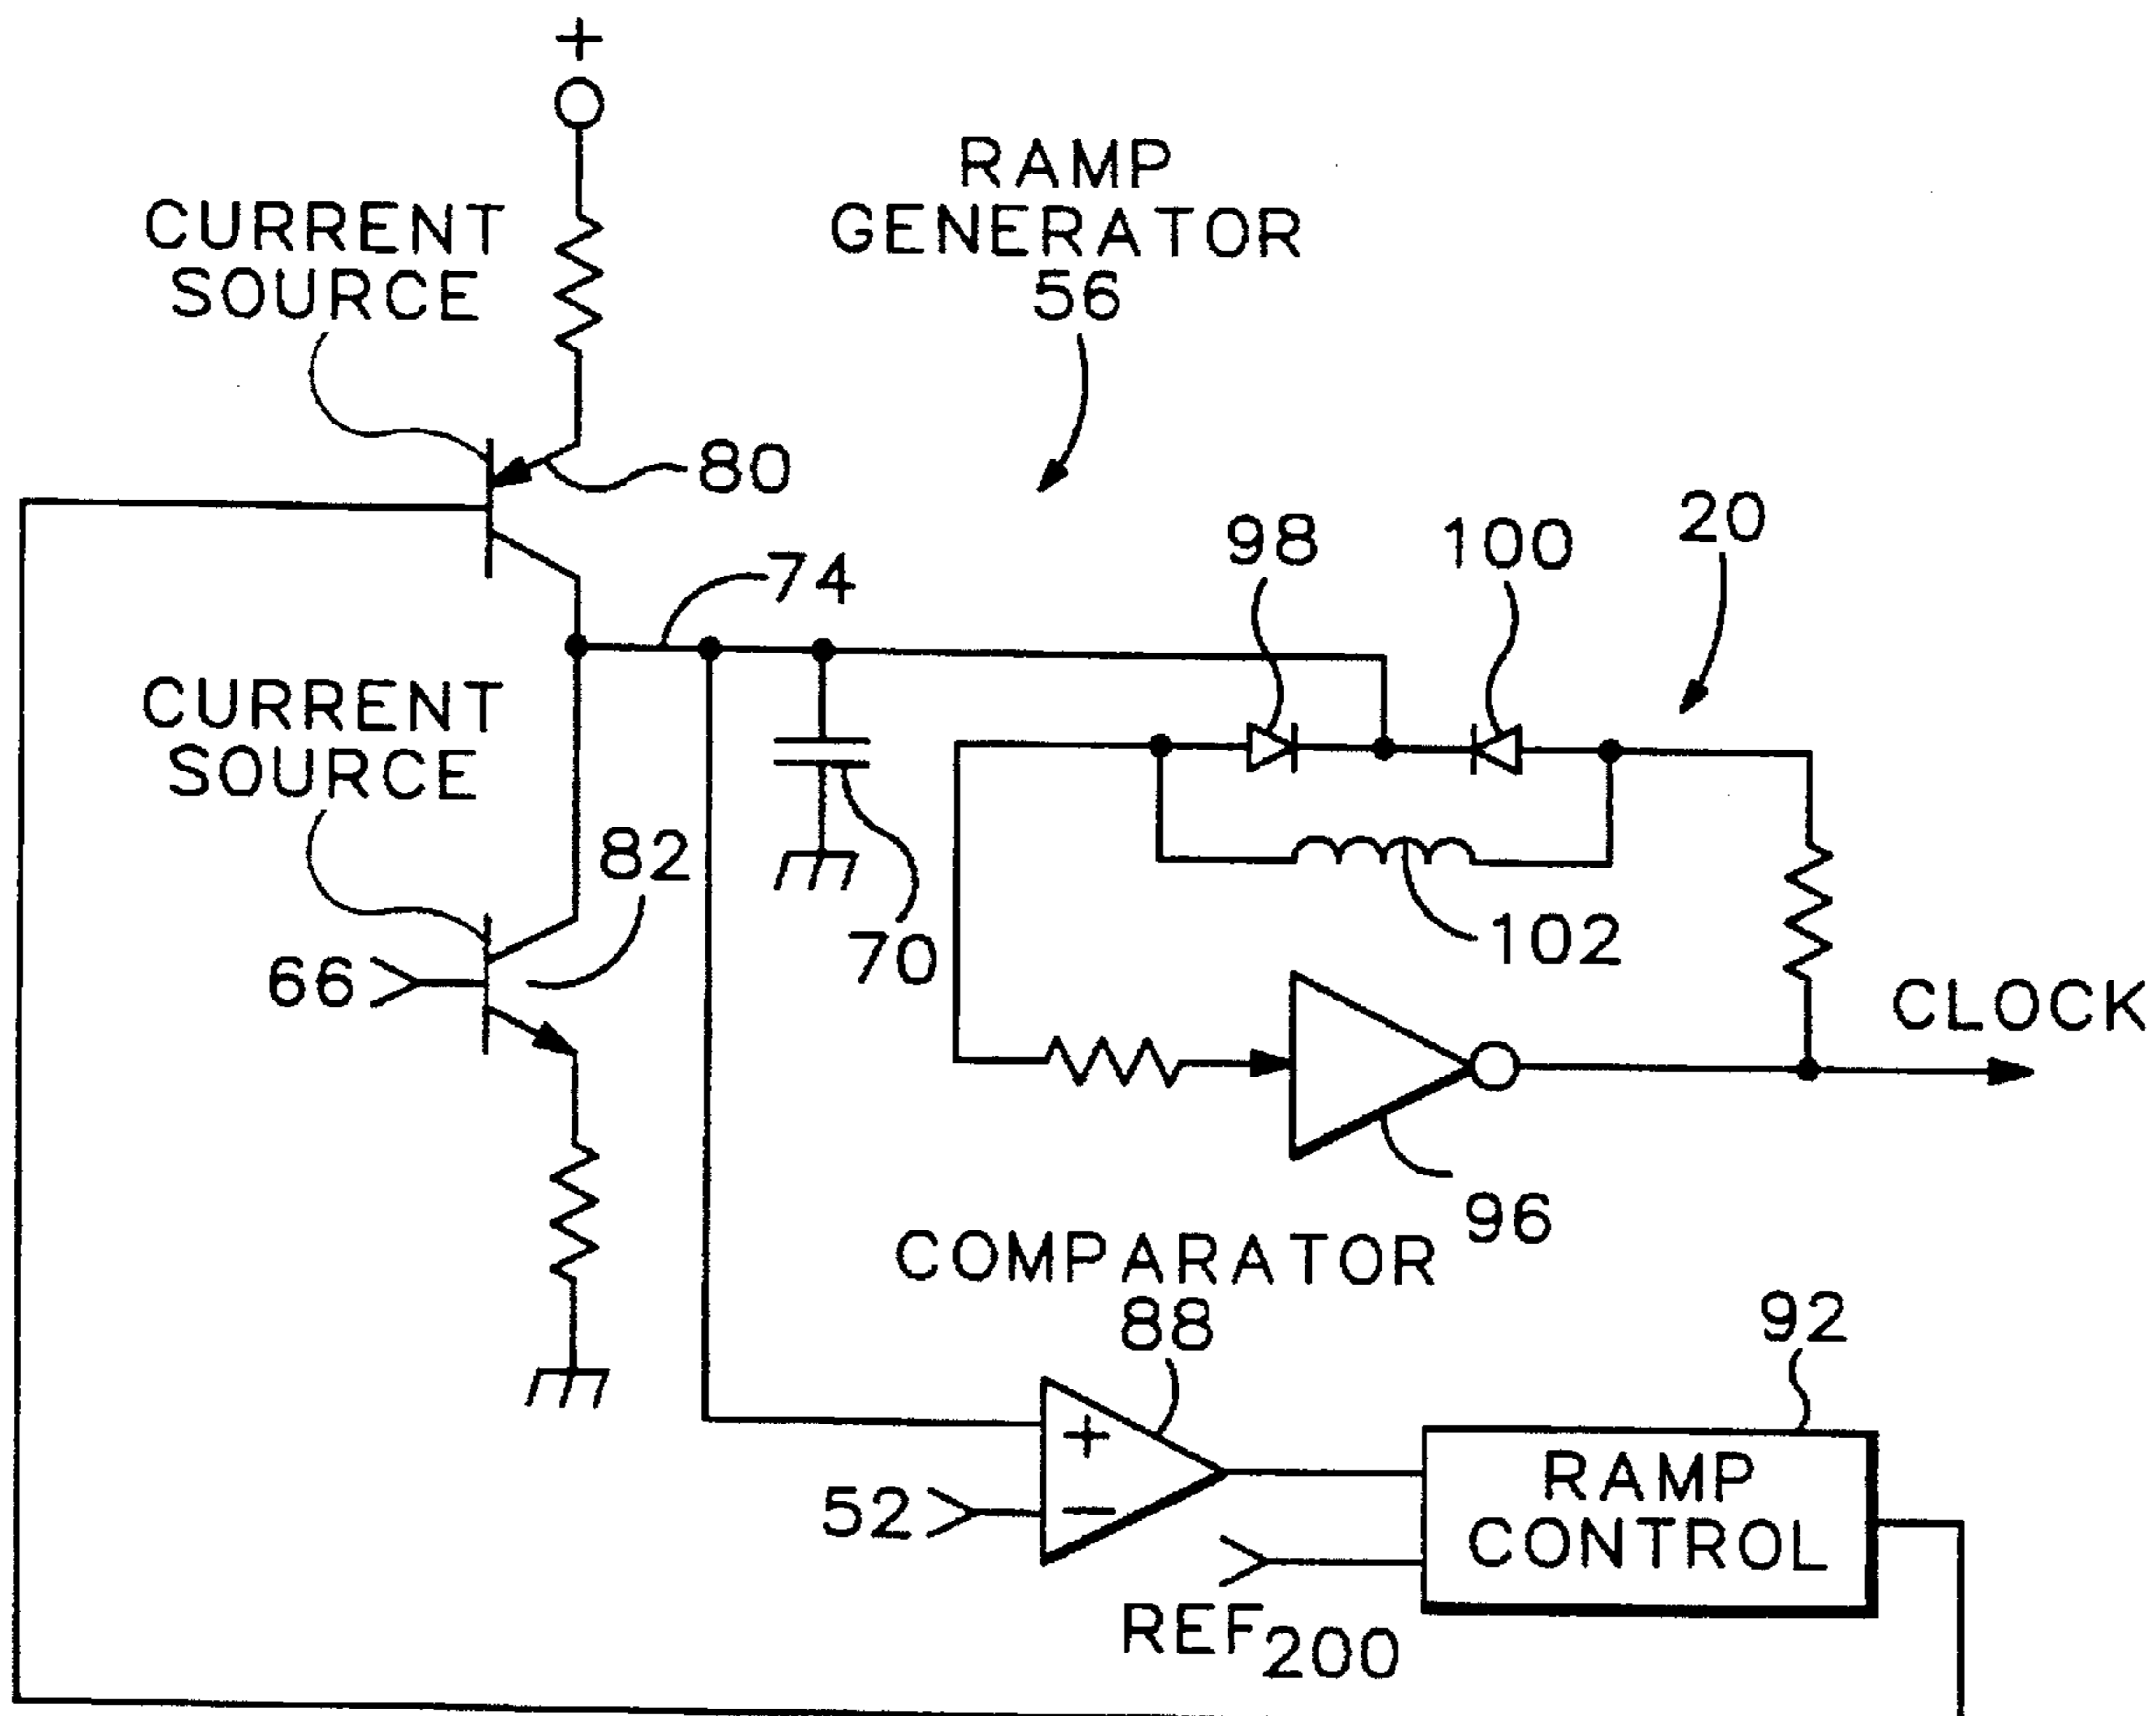 +
RAMP
GENERATOR
56
CURRENT
SOURCE
80
98
100
20
74
CURRENT
SOURCE
82
70
102
66
CLOCK
96
COMPARATOR
88
92
+
−
52
RAMP
CONTROL
REF200